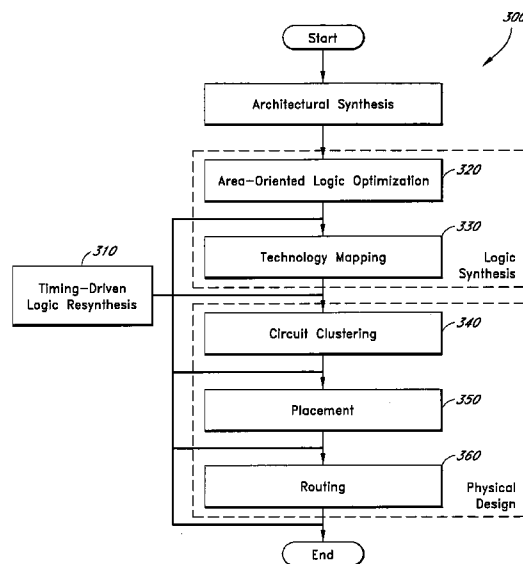 300
Start
Architectural Synthesis
320
Area-Oriented Logic Optimization
330
Technology Mapping
Logic
Synthesis
310
Timing-Driven
Logic Resynthesis
340
Circuit Clustering
350
Placement
360
Routing
Physical
Design
End